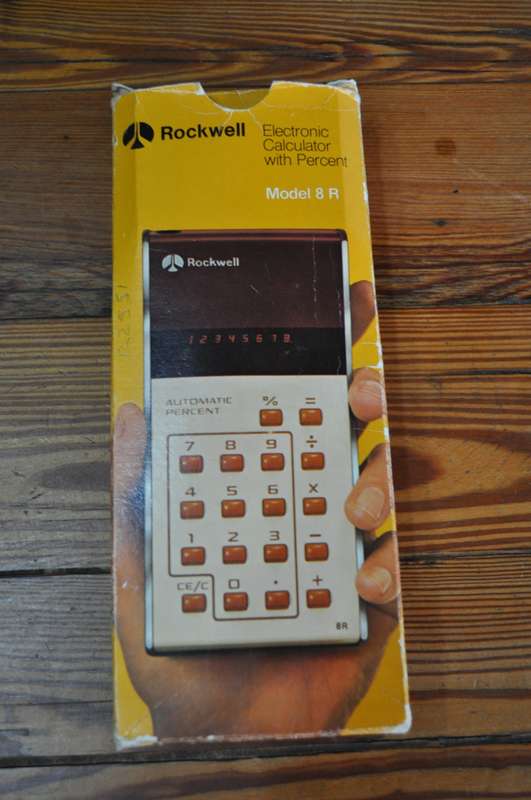 Rockwell
Electronic
Calculator
with Percent
Model 8 R
Rockwell
12345678
AUTOMATIC
PERCENT
% =
7 8 9 ÷
4 5 6 X
1 2 3 −
CE/C 0 · +
8R